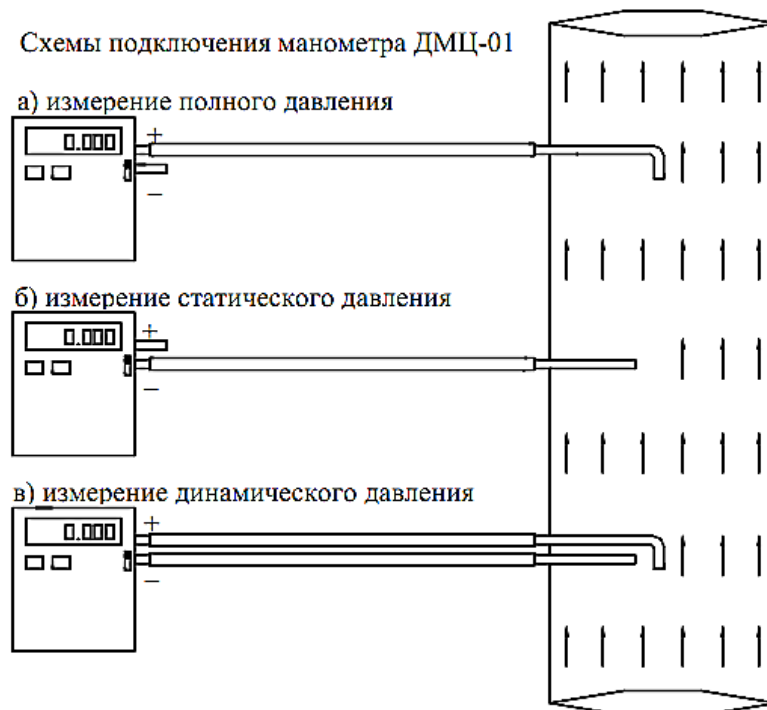 Схемы подключения манометра ДМЦ-01
а) измерение полного давления
0.000
+
−
б) измерение статического давления
0.000
+
−
в) измерение динамического давления
0.000
+
−